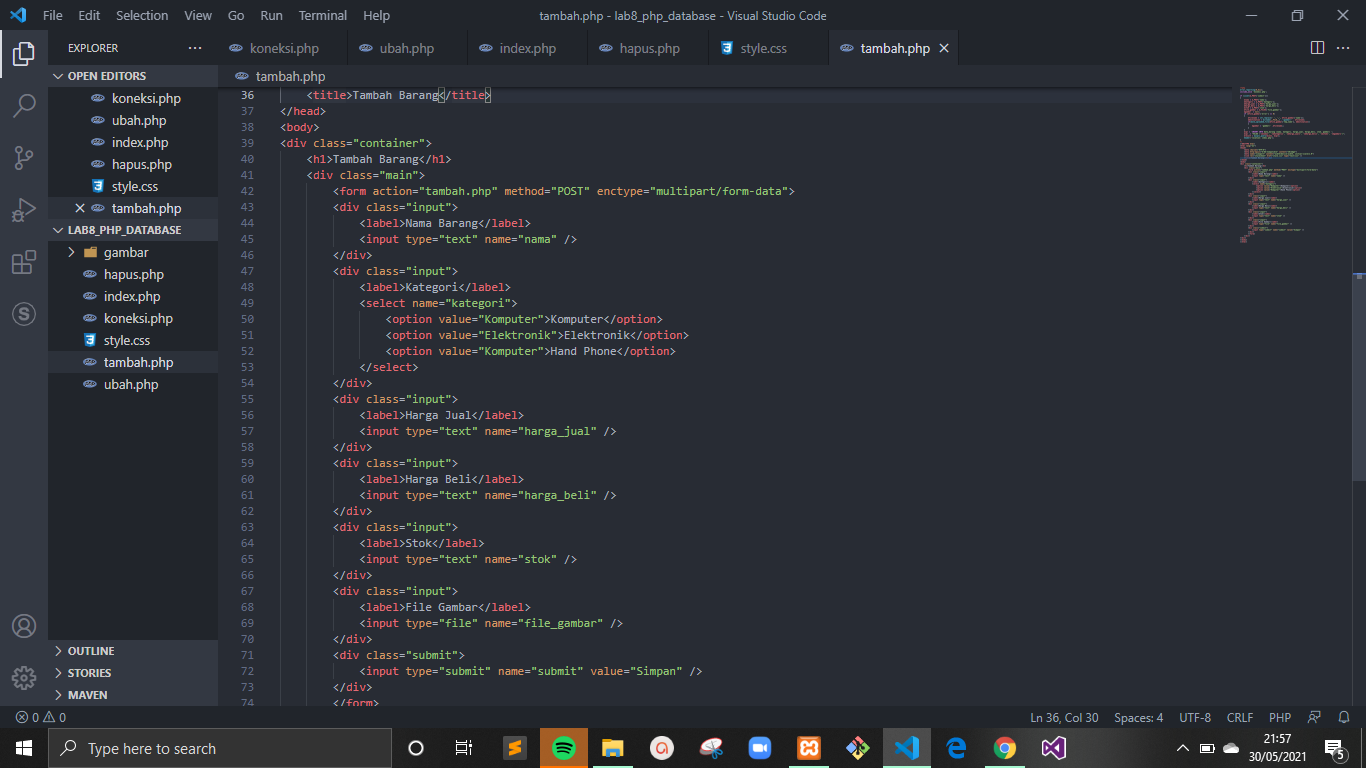 File Edit Selection View Go Run Terminal Help
tambah.php - lab8_php_database - Visual Studio Code
EXPLORER
koneksi.php ubah.php index.php hapus.php style.css tambah.php
OPEN EDITORS
koneksi.php
ubah.php
index.php
hapus.php
style.css
tambah.php
LAB8_PHP_DATABASE
gambar
hapus.php
index.php
koneksi.php
style.css
tambah.php
ubah.php
OUTLINE
STORIES
MAVEN
tambah.php
36 <title>Tambah Barang</title>
37 </head>
38 <body>
39 <div class="container">
40 <h1>Tambah Barang</h1>
41 <div class="main">
42 <form action="tambah.php" method="POST" enctype="multipart/form-data">
43 <div class="input">
44 <label>Nama Barang</label>
45 <input type="text" name="nama" />
46 </div>
47 <div class="input">
48 <label>Kategori</label>
49 <select name="kategori">
50 <option value="Komputer">Komputer</option>
51 <option value="Elektronik">Elektronik</option>
52 <option value="Komputer">Hand Phone</option>
53 </select>
54 </div>
55 <div class="input">
56 <label>Harga Jual</label>
57 <input type="text" name="harga_jual" />
58 </div>
59 <div class="input">
60 <label>Harga Beli</label>
61 <input type="text" name="harga_beli" />
62 </div>
63 <div class="input">
64 <label>Stok</label>
65 <input type="text" name="stok" />
66 </div>
67 <div class="input">
68 <label>File Gambar</label>
69 <input type="file" name="file_gambar" />
70 </div>
71 <div class="submit">
72 <input type="submit" name="submit" value="Simpan" />
73 </div>
74 </form>
0 0
Ln 36, Col 30 Spaces: 4 UTF-8 CRLF PHP
Type here to search
21:57
30/05/2021
5